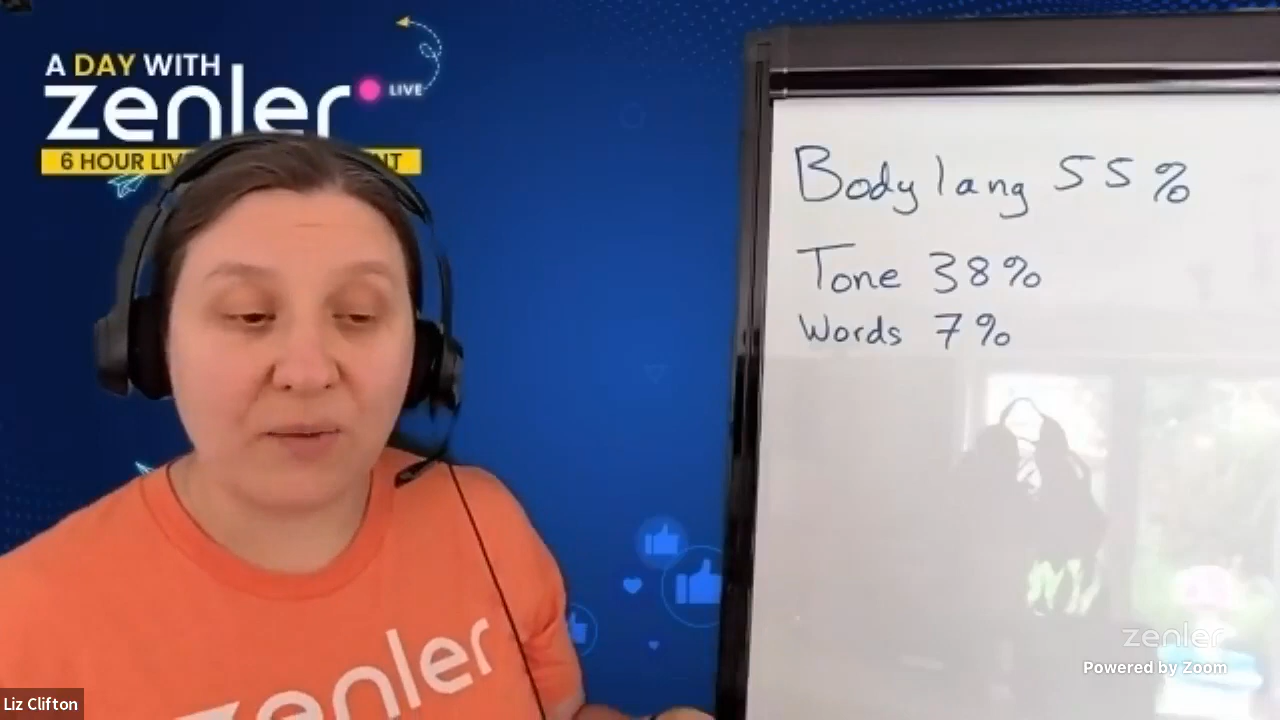 A DAY WITH
zenler LIVE
6 HOUR LIV NT
Body lang 55%
Tone 38%
Words 7%
zenler
zenler
Powered by Zoom
Liz Clifton